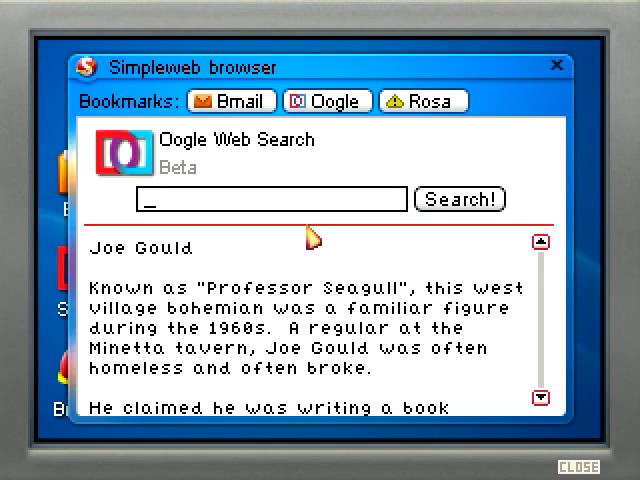 Simpleweb browser
Bookmarks: Bmail Oogle Rosa
Oogle Web Search
Beta
_ Search!
Joe Gould
Known as "Professor Seagull", this west
village bohemian was a familiar figure
during the 1960s. A regular at the
Minetta tavern, Joe Gould was often
homeless and often broke.
He claimed he was writing a book
CLOSE